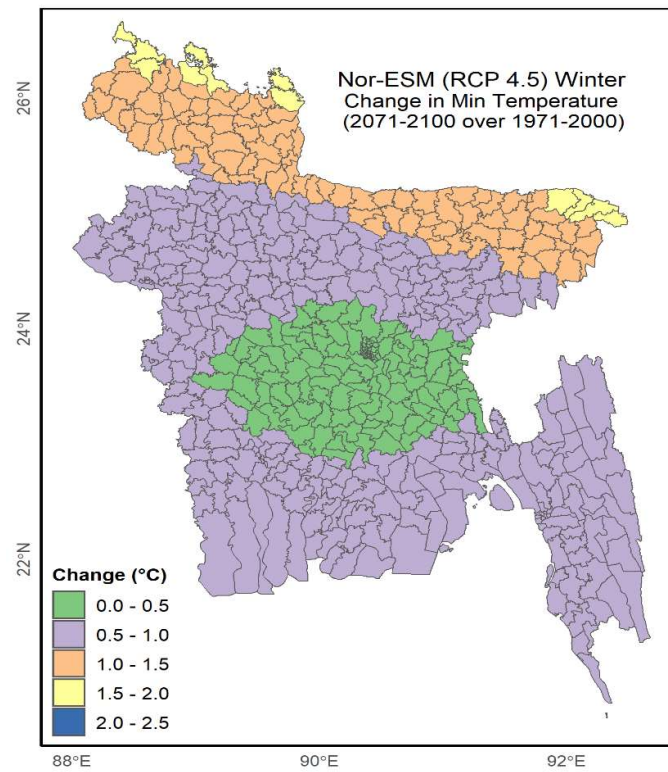 Nor-ESM (RCP 4.5) Winter
Change in Min Temperature
(2071-2100 over 1971-2000)
26°N
24°N
22°N
Change (°C)
0.0 - 0.5
0.5 - 1.0
1.0 - 1.5
1.5 - 2.0
2.0 - 2.5
88°E
90°E
92°E